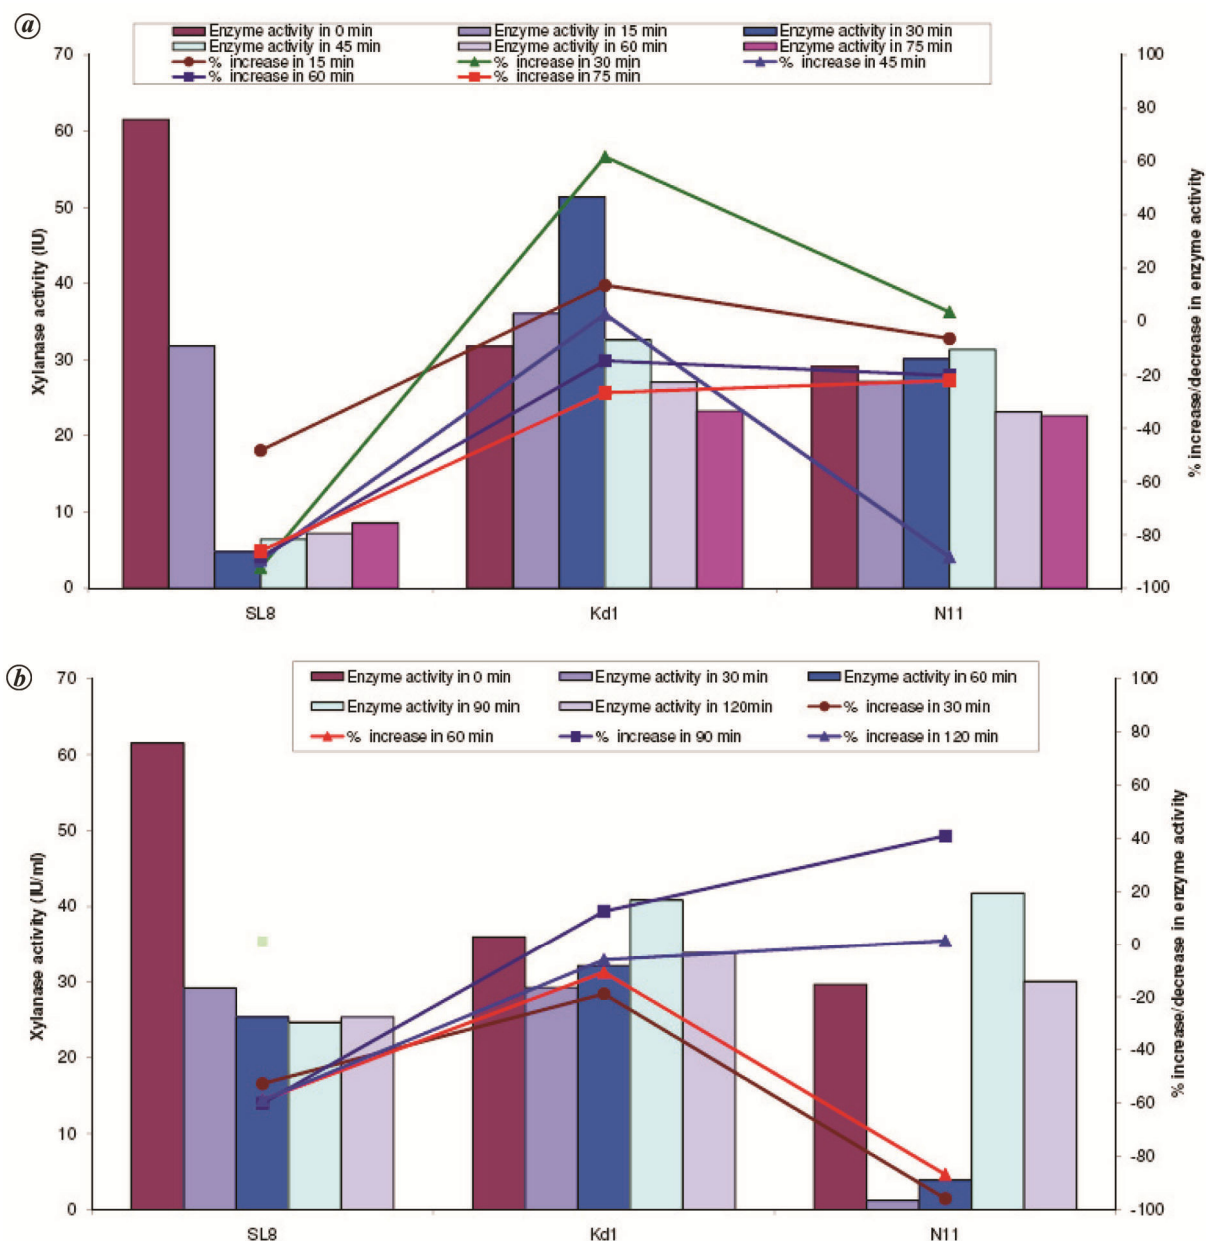 a
Enzyme activity in 0 min Enzyme activity in 15 min Enzyme activity in 30 min
Enzyme activity in 45 min Enzyme activity in 60 min Enzyme activity in 75 min
% increase in 15 min % increase in 30 min % increase in 45 min
% increase in 60 min % increase in 75 min
70
60
50
40
30
20
10
0
Xylanase activity (IU)
100
80
60
40
20
0
-20
-40
-60
-80
-100
% increase/decrease in enzyme activity
SL8 Kd1 N11
b
Enzyme activity in 0 min Enzyme activity in 30 min Enzyme activity in 60 min
Enzyme activity in 90 min Enzyme activity in 120min % increase in 30 min
% increase in 60 min % increase in 90 min % increase in 120 min
70
60
50
40
30
20
10
0
Xylanase activity (IU/ml)
100
80
60
40
20
0
-20
-40
-60
-80
-100
% increase/decrease in enzyme activity
SL8 Kd1 N11